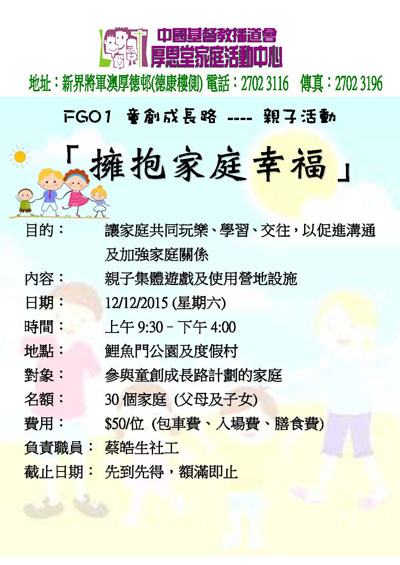 中國基督教播道會
厚恩堂家庭活動中心
地址：新界將軍澳厚德邨(德康樓側) 電話：2702 3116 傳真：2702 3196
FG01 童創成長路 ---- 親子活動
「擁抱家庭幸福」
目的： 讓家庭共同玩樂、學習、交往，以促進溝通
及加強家庭關係
內容： 親子集體遊戲及使用營地設施
日期： 12/12/2015 (星期六)
時間： 上午 9:30 – 下午 4:00
地點： 鯉魚門公園及度假村
對象： 參與童創成長路計劃的家庭
名額： 30 個家庭 (父母及子女)
費用： $50/位 (包車費、入場費、膳食費)
負責職員： 蔡皓生社工
截止日期： 先到先得，額滿即止